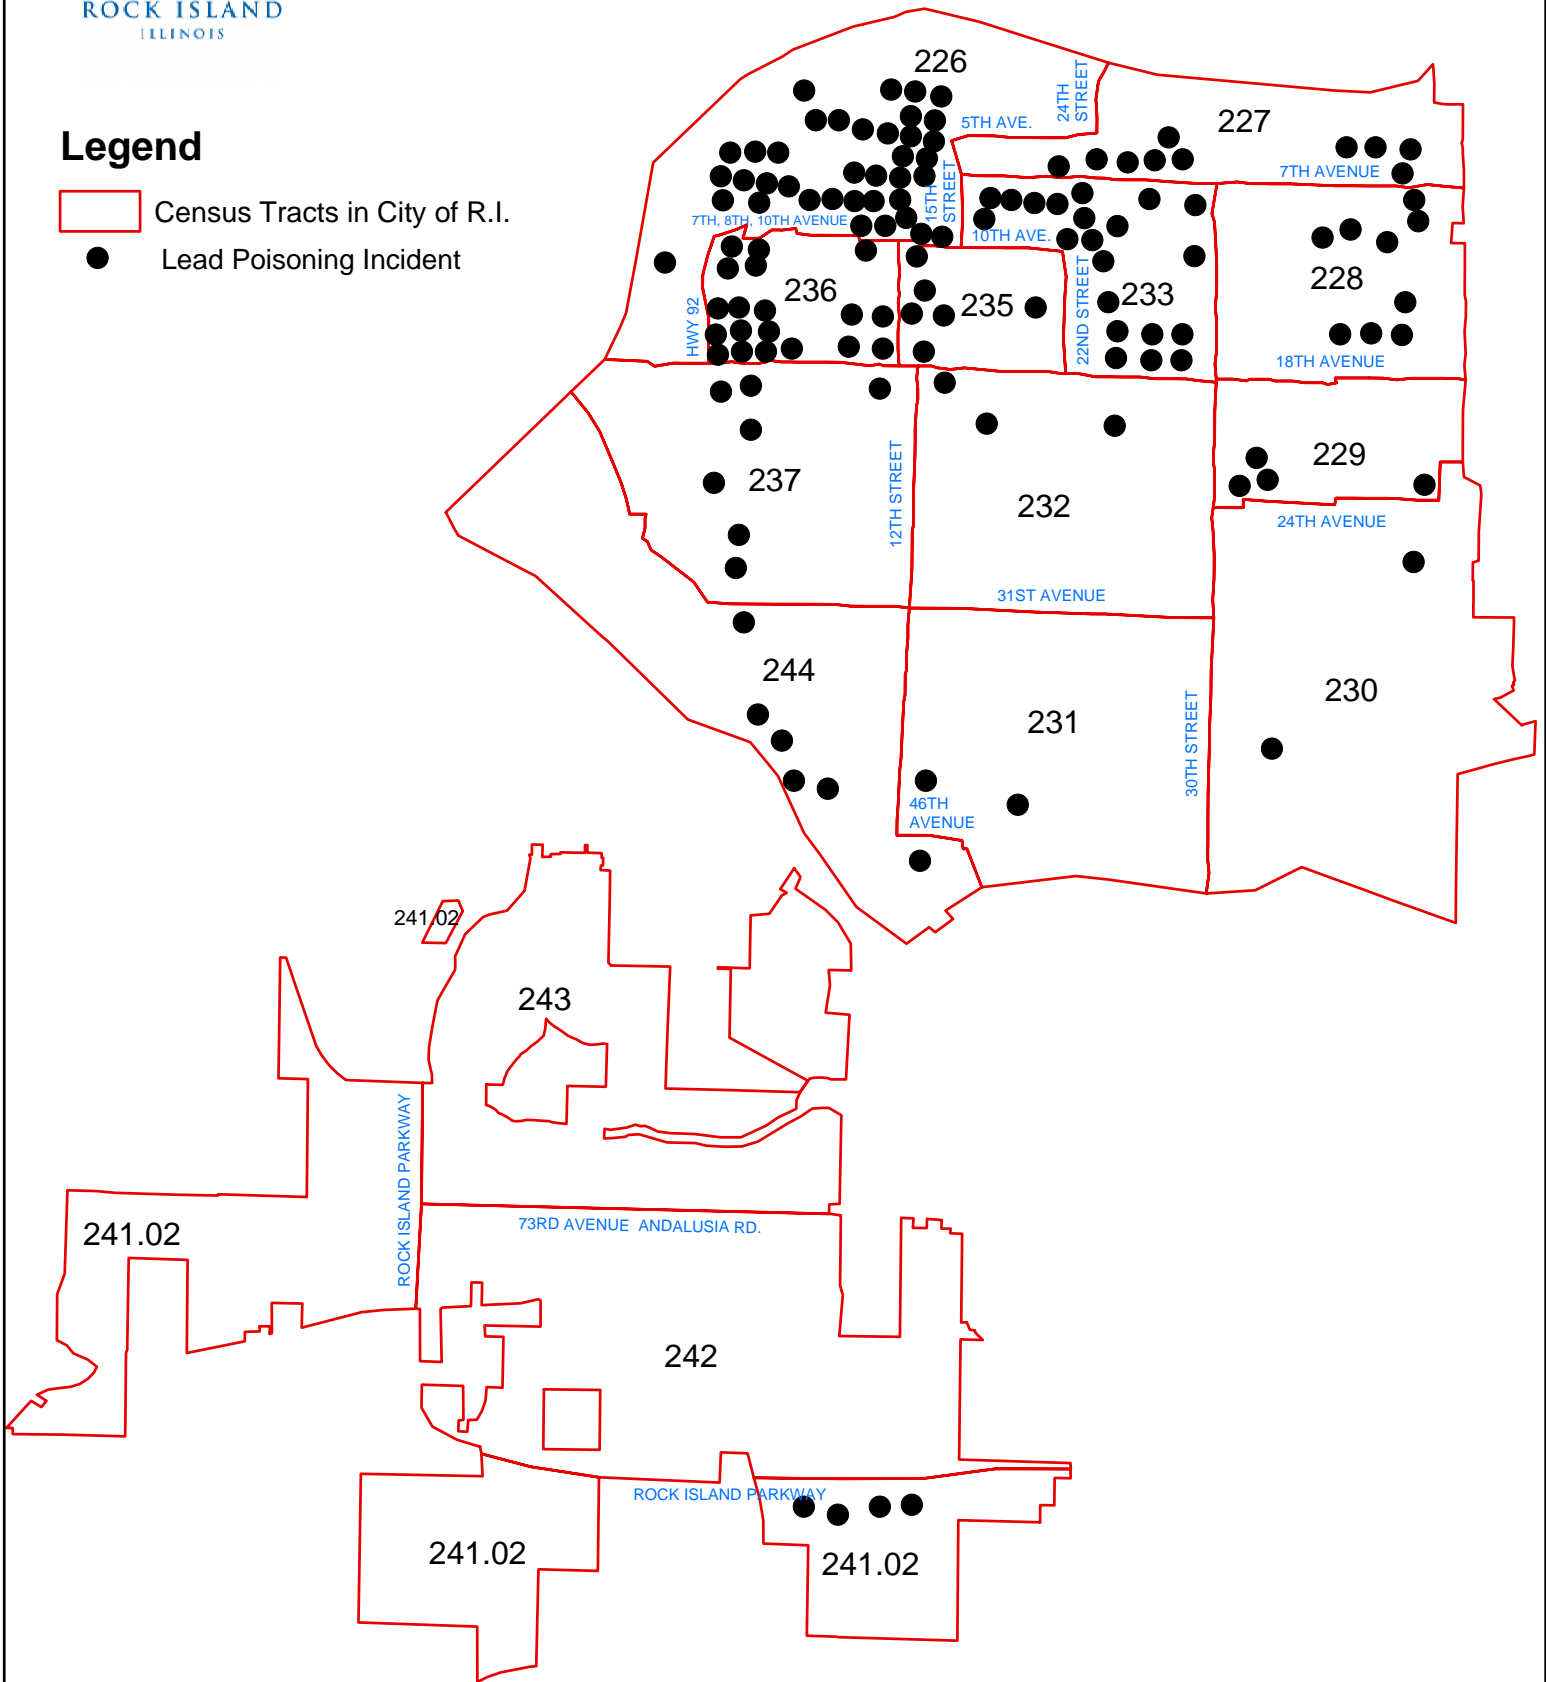 ROCK ISLAND
ILLINOIS
Legend
Census Tracts in City of R.I.
Lead Poisoning Incident
226
24TH
STREET
5TH AVE.
227
7TH AVENUE
15TH
STREET
7TH, 8TH, 10TH AVENUE
10TH AVE.
236
235
233
228
HWY 92
22ND STREET
18TH AVENUE
237
12TH STREET
232
229
24TH AVENUE
31ST AVENUE
244
231
230
30TH STREET
46TH
AVENUE
241.02
243
ROCK ISLAND PARKWAY
241.02
73RD AVENUE ANDALUSIA RD.
242
ROCK ISLAND PARKWAY
241.02
241.02